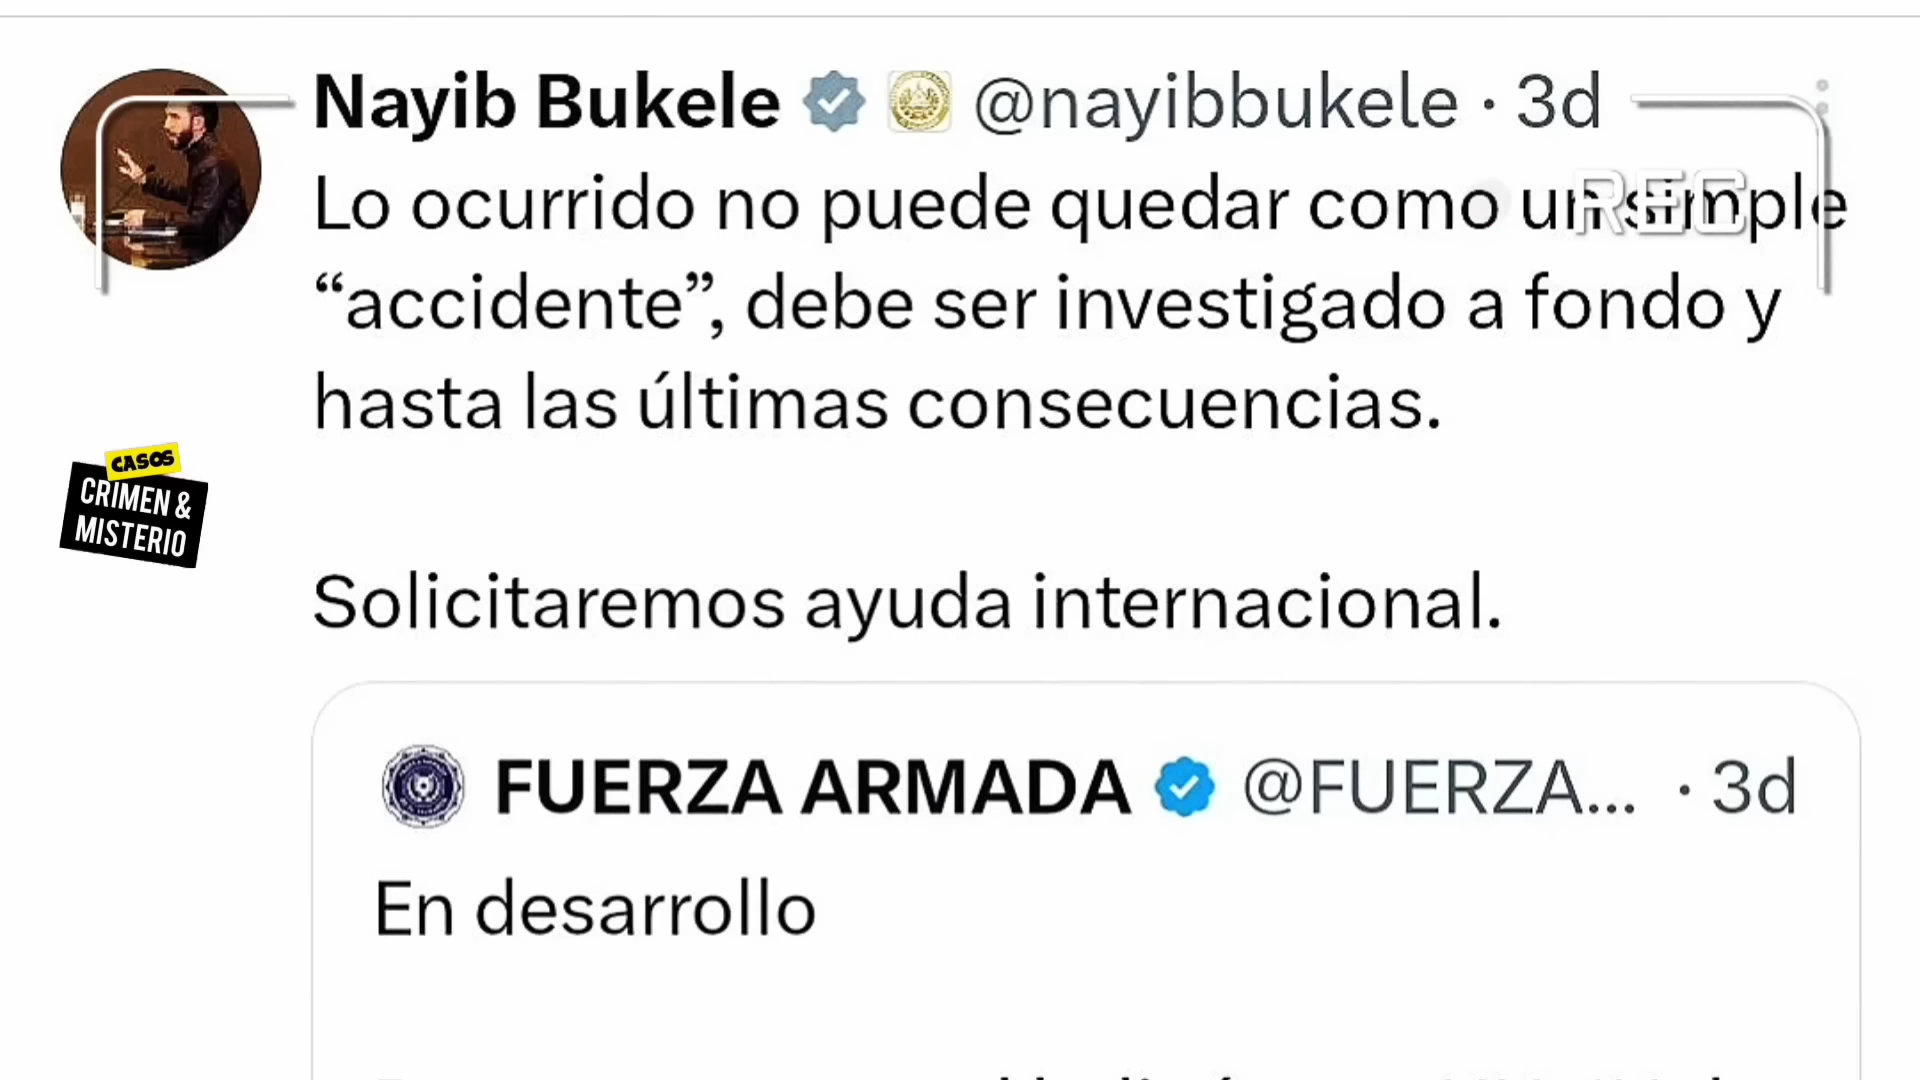 Nayib Bukele @nayibbukele · 3d
REC
Lo ocurrido no puede quedar como un simple
“accidente”, debe ser investigado a fondo y
hasta las últimas consecuencias.
CASOS
CRIMEN &
MISTERIO
Solicitaremos ayuda internacional.
FUERZA ARMADA @FUERZA... · 3d
En desarrollo